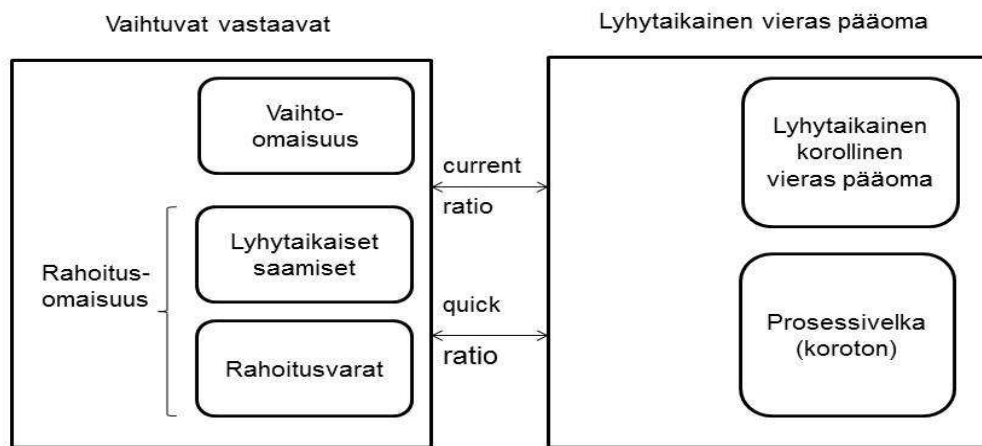 Vaihtuvat vastaavat
Lyhytaikainen vieras pääoma
Vaihto-
omaisuus
Lyhytaikaiset
saamiset
Rahoitus-
omaisuus
Rahoitusvarat
current
ratio
quick
ratio
Lyhytaikainen
korollinen
vieras pääoma
Prosessivelka
(koroton)